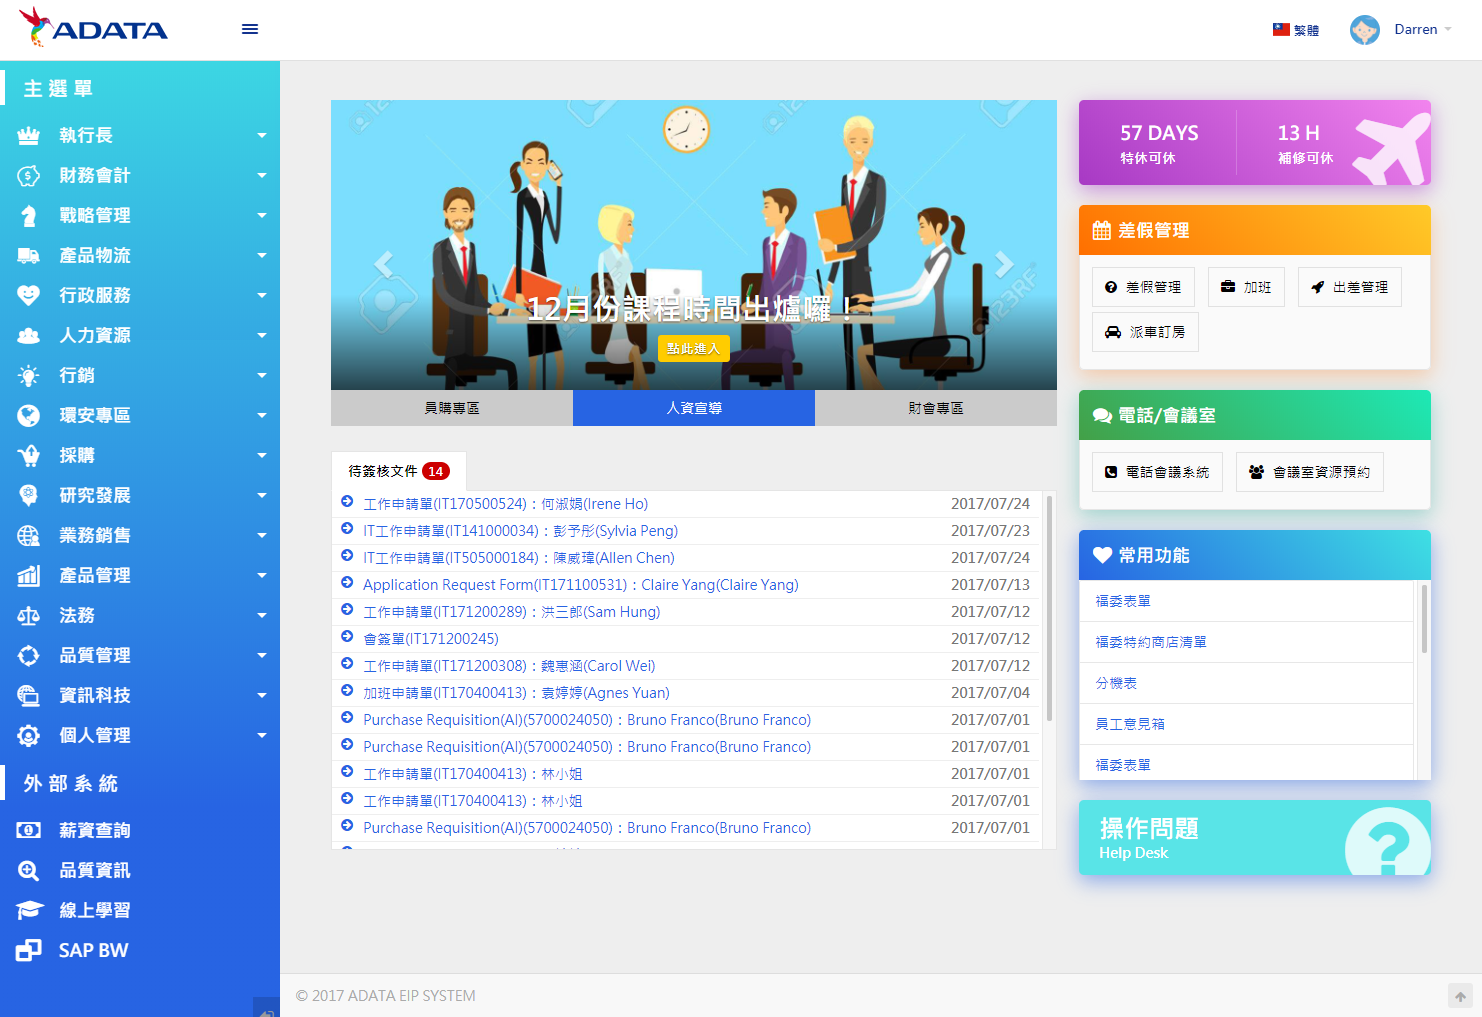 ADATA
繁體
Darren
主選單
執行長
財務會計
戰略管理
產品物流
行政服務
人力資源
行銷
環安專區
採購
研究發展
業務銷售
產品管理
法務
品質管理
資訊科技
個人管理
外部系統
薪資查詢
品質資訊
線上學習
SAP BW
123RF
12月份課程時間出爐囉！
點此進入
員購專區
人資宣導
財會專區
待簽核文件 14
工作申請單(IT170500524)：何淑娟(Irene Ho) 2017/07/24
IT工作申請單(IT141000034)：彭予彤(Sylvia Peng) 2017/07/23
IT工作申請單(IT505000184)：陳威瑋(Allen Chen) 2017/07/24
Application Request Form(IT171100531)：Claire Yang(Claire Yang) 2017/07/13
工作申請單(IT171200289)：洪三郎(Sam Hung) 2017/07/12
會簽單(IT171200245) 2017/07/12
工作申請單(IT171200308)：魏惠涵(Carol Wei) 2017/07/12
加班申請單(IT170400413)：袁婷婷(Agnes Yuan) 2017/07/04
Purchase Requisition(AI)(5700024050)：Bruno Franco(Bruno Franco) 2017/07/01
Purchase Requisition(AI)(5700024050)：Bruno Franco(Bruno Franco) 2017/07/01
工作申請單(IT170400413)：林小姐 2017/07/01
工作申請單(IT170400413)：林小姐 2017/07/01
Purchase Requisition(AI)(5700024050)：Bruno Franco(Bruno Franco) 2017/07/01
57 DAYS
特休可休
13 H
補修可休
差假管理
差假管理
加班
出差管理
派車訂房
電話/會議室
電話會議系統
會議室資源預約
常用功能
福委表單
福委特約商店清單
分機表
員工意見箱
福委表單
操作問題
Help Desk
© 2017 ADATA EIP SYSTEM